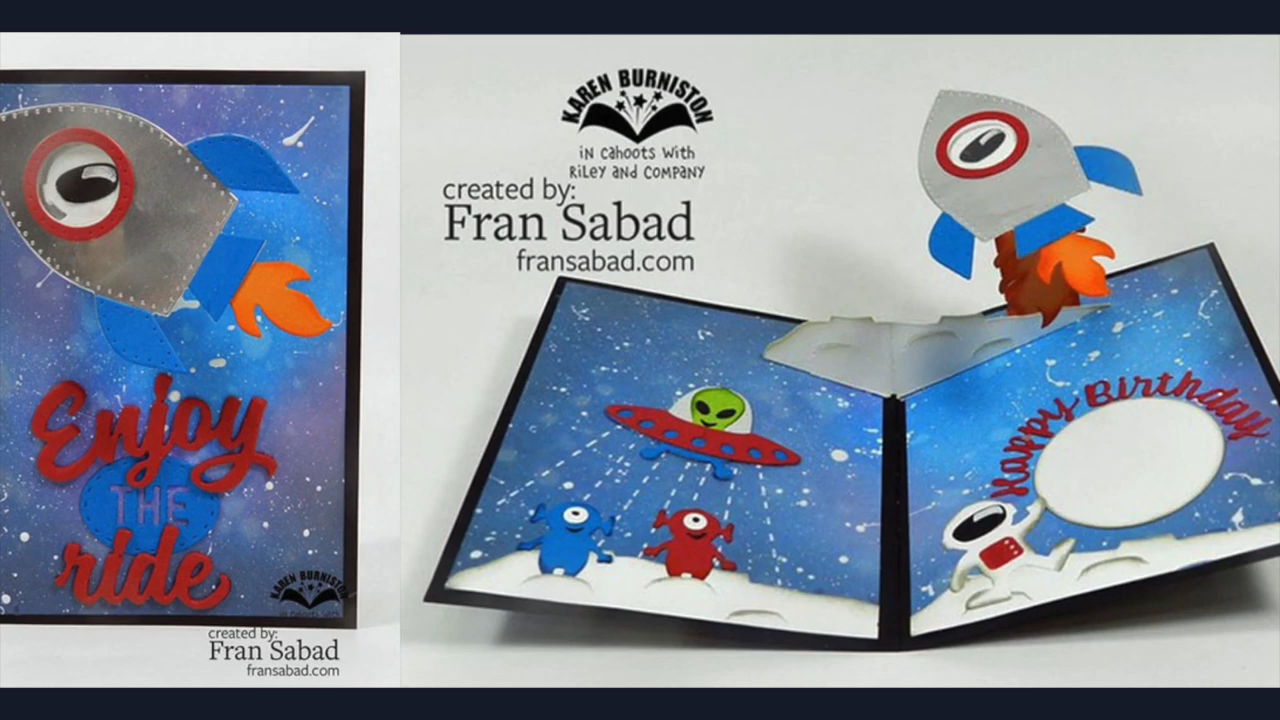 Enjoy
THE
ride
KAREN BURNISTON
created by:
Fran Sabad
fransabad.com
KAREN BURNISTON
iN CaHOOTS WiTH
RiLEY AND COMPANY
created by:
Fran Sabad
fransabad.com
Happy Birthday